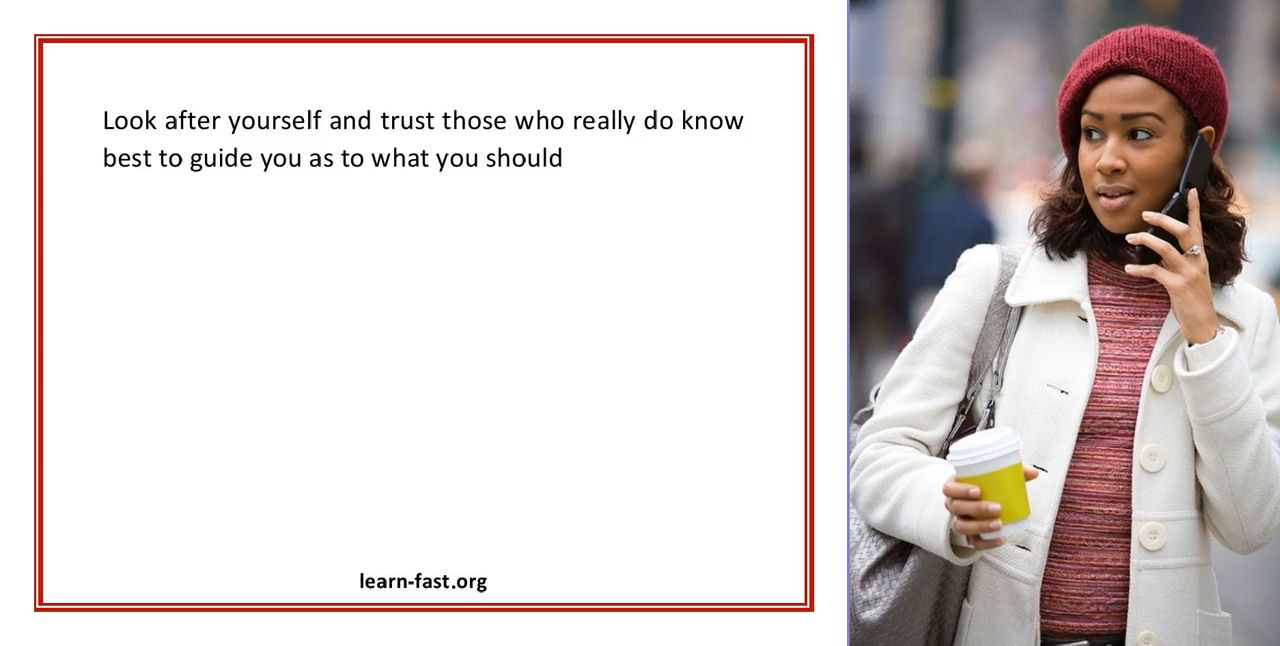 Look after yourself and trust those who really do know
best to guide you as to what you should
learn-fast.org